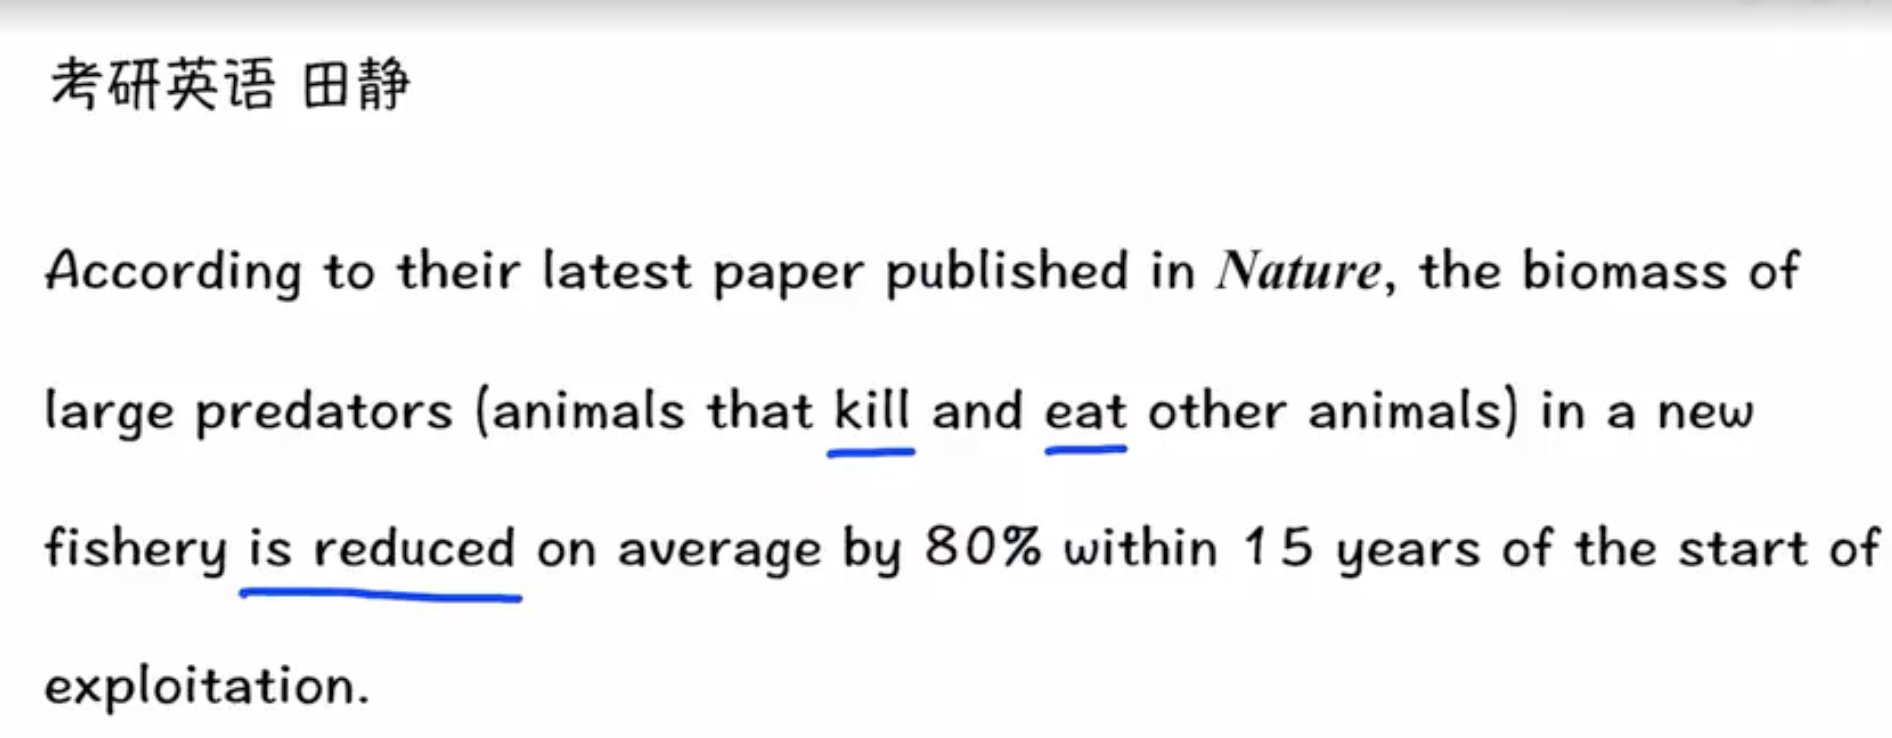 考研英语 田静
According to their latest paper published in Nature, the biomass of
large predators (animals that kill and eat other animals) in a new
fishery is reduced on average by 80% within 15 years of the start of
exploitation.